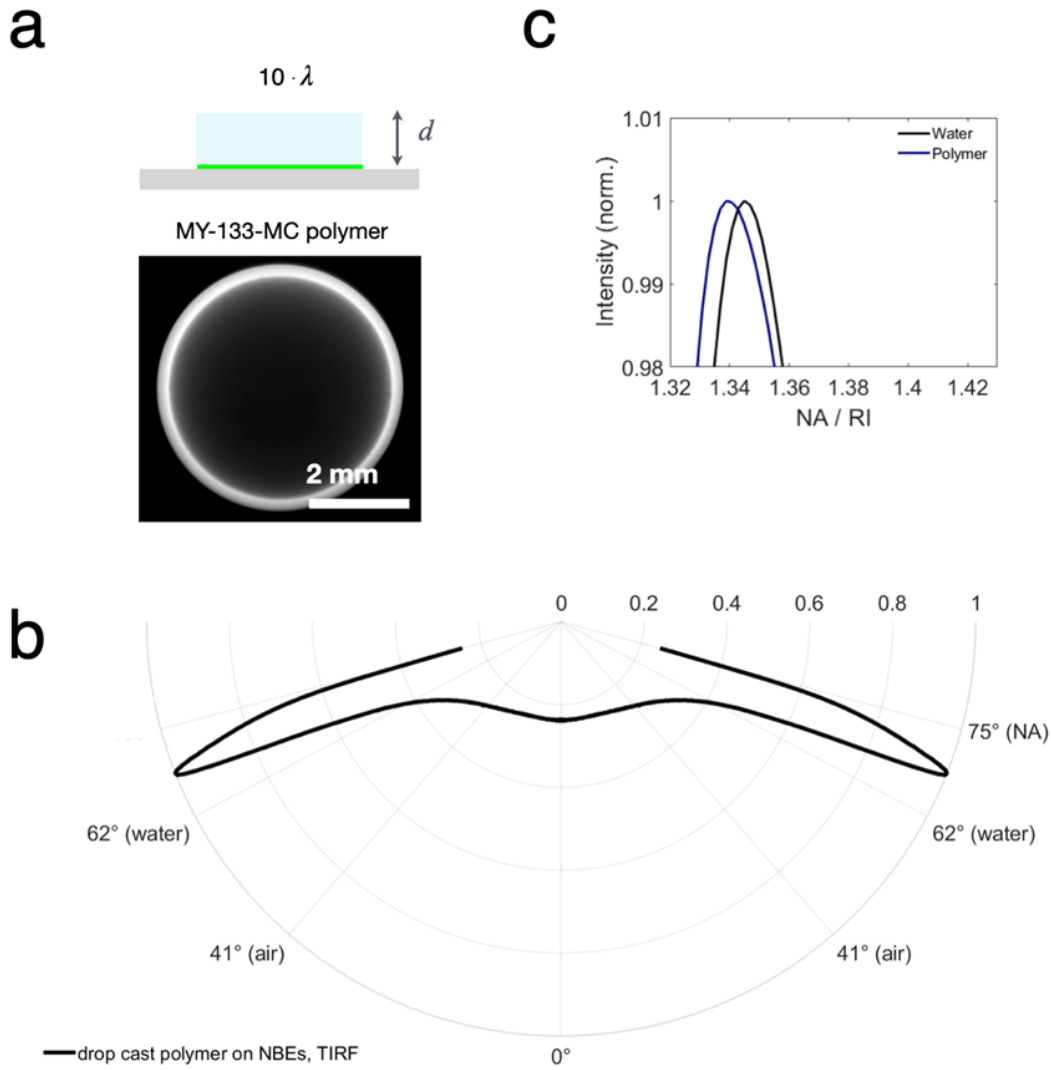 a
10 · λ
d
MY-133-MC polymer
2 mm
c
1.01
1
0.99
0.98
Intensity (norm.)
Water
Polymer
1.32 1.34 1.36 1.38 1.4 1.42
NA / RI
b
0 0.2 0.4 0.6 0.8 1
75° (NA)
62° (water) 62° (water)
41° (air) 41° (air)
0°
drop cast polymer on NBEs, TIRF